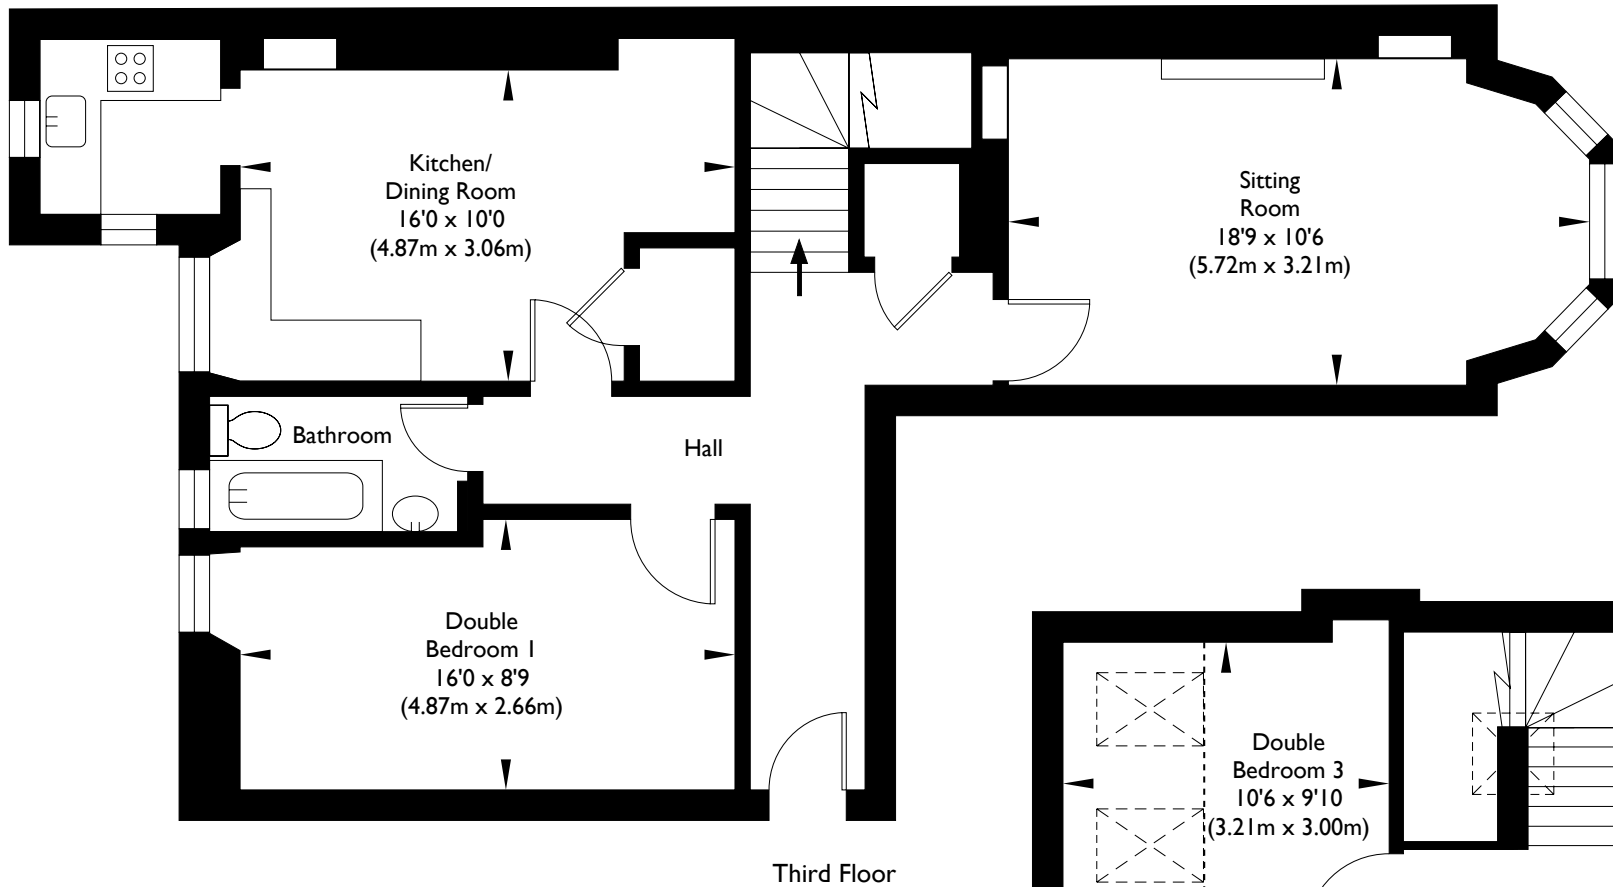 Kitchen/
Dining Room
16'0 x 10'0
(4.87m x 3.06m)
Sitting
Room
18'9 x 10'6
(5.72m x 3.21m)
Bathroom
Hall
Double
Bedroom 1
16'0 x 8'9
(4.87m x 2.66m)
Double
Bedroom 3
10'6 x 9'10
(3.21m x 3.00m)
Third Floor